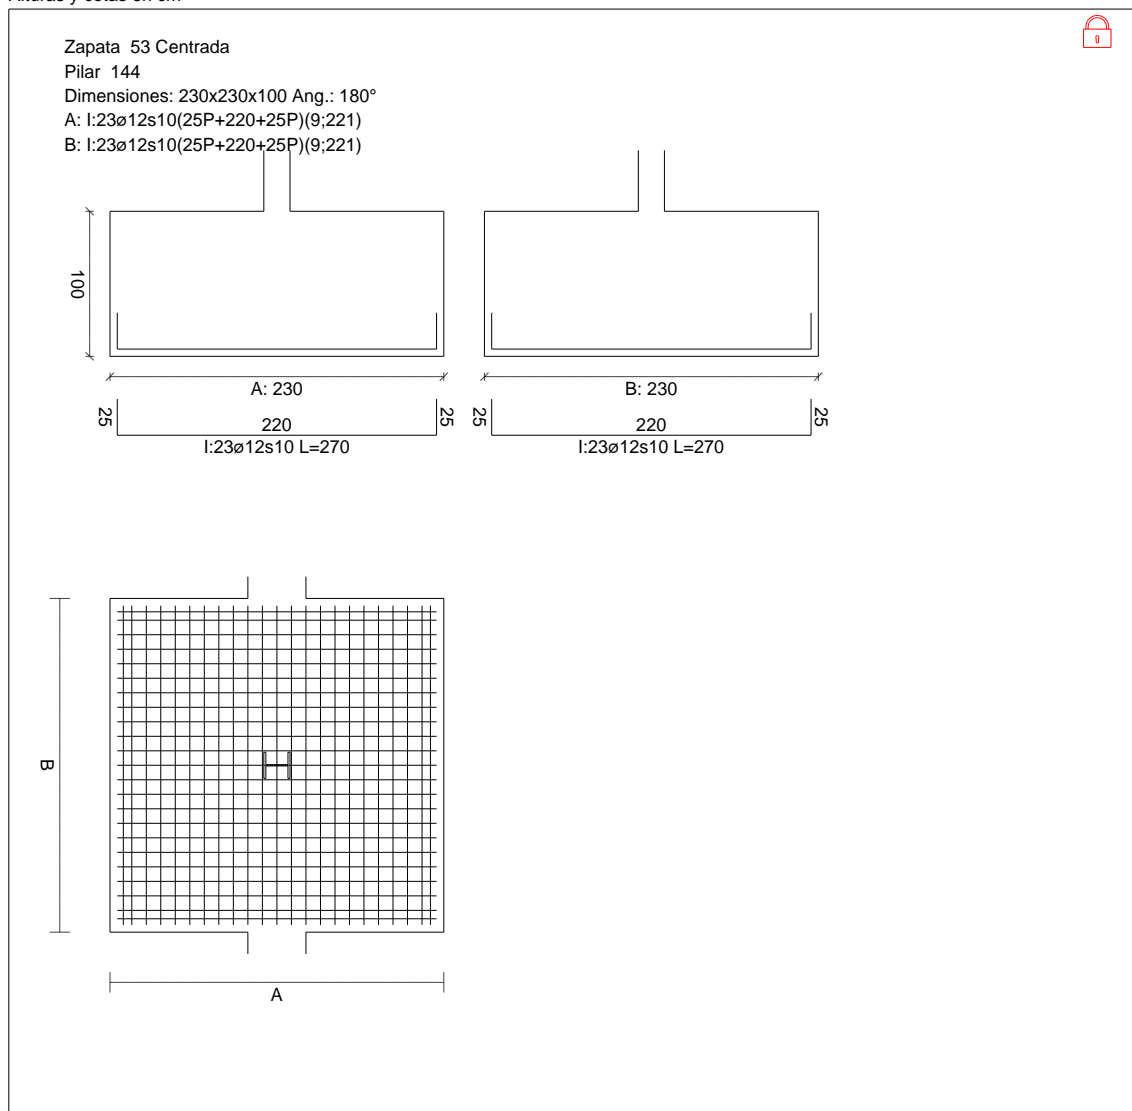 Zapata 53 Centrada
Pilar 144
Dimensiones: 230x230x100 Ang.: 180°
A: I:23ø12s10(25P+220+25P)(9;221)
B: I:23ø12s10(25P+220+25P)(9;221)
100
A: 230
B: 230
25
220
25
25
220
25
I:23ø12s10 L=270
I:23ø12s10 L=270
B
A